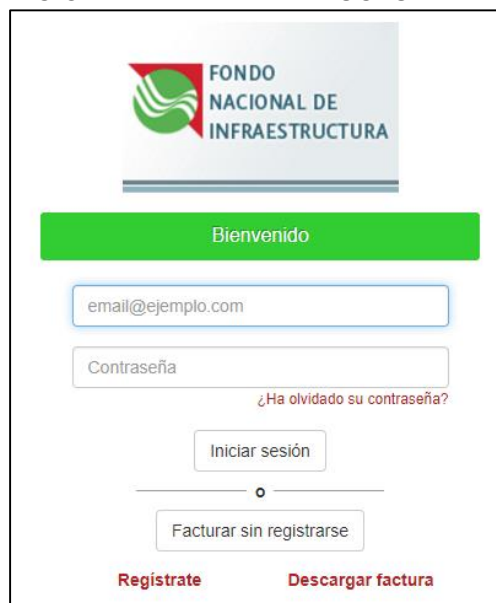 FONDO
NACIONAL DE
INFRAESTRUCTURA
Bienvenido
email@ejemplo.com
Contraseña
¿Ha olvidado su contraseña?
Iniciar sesión
o
Facturar sin registrarse
Regístrate Descargar factura